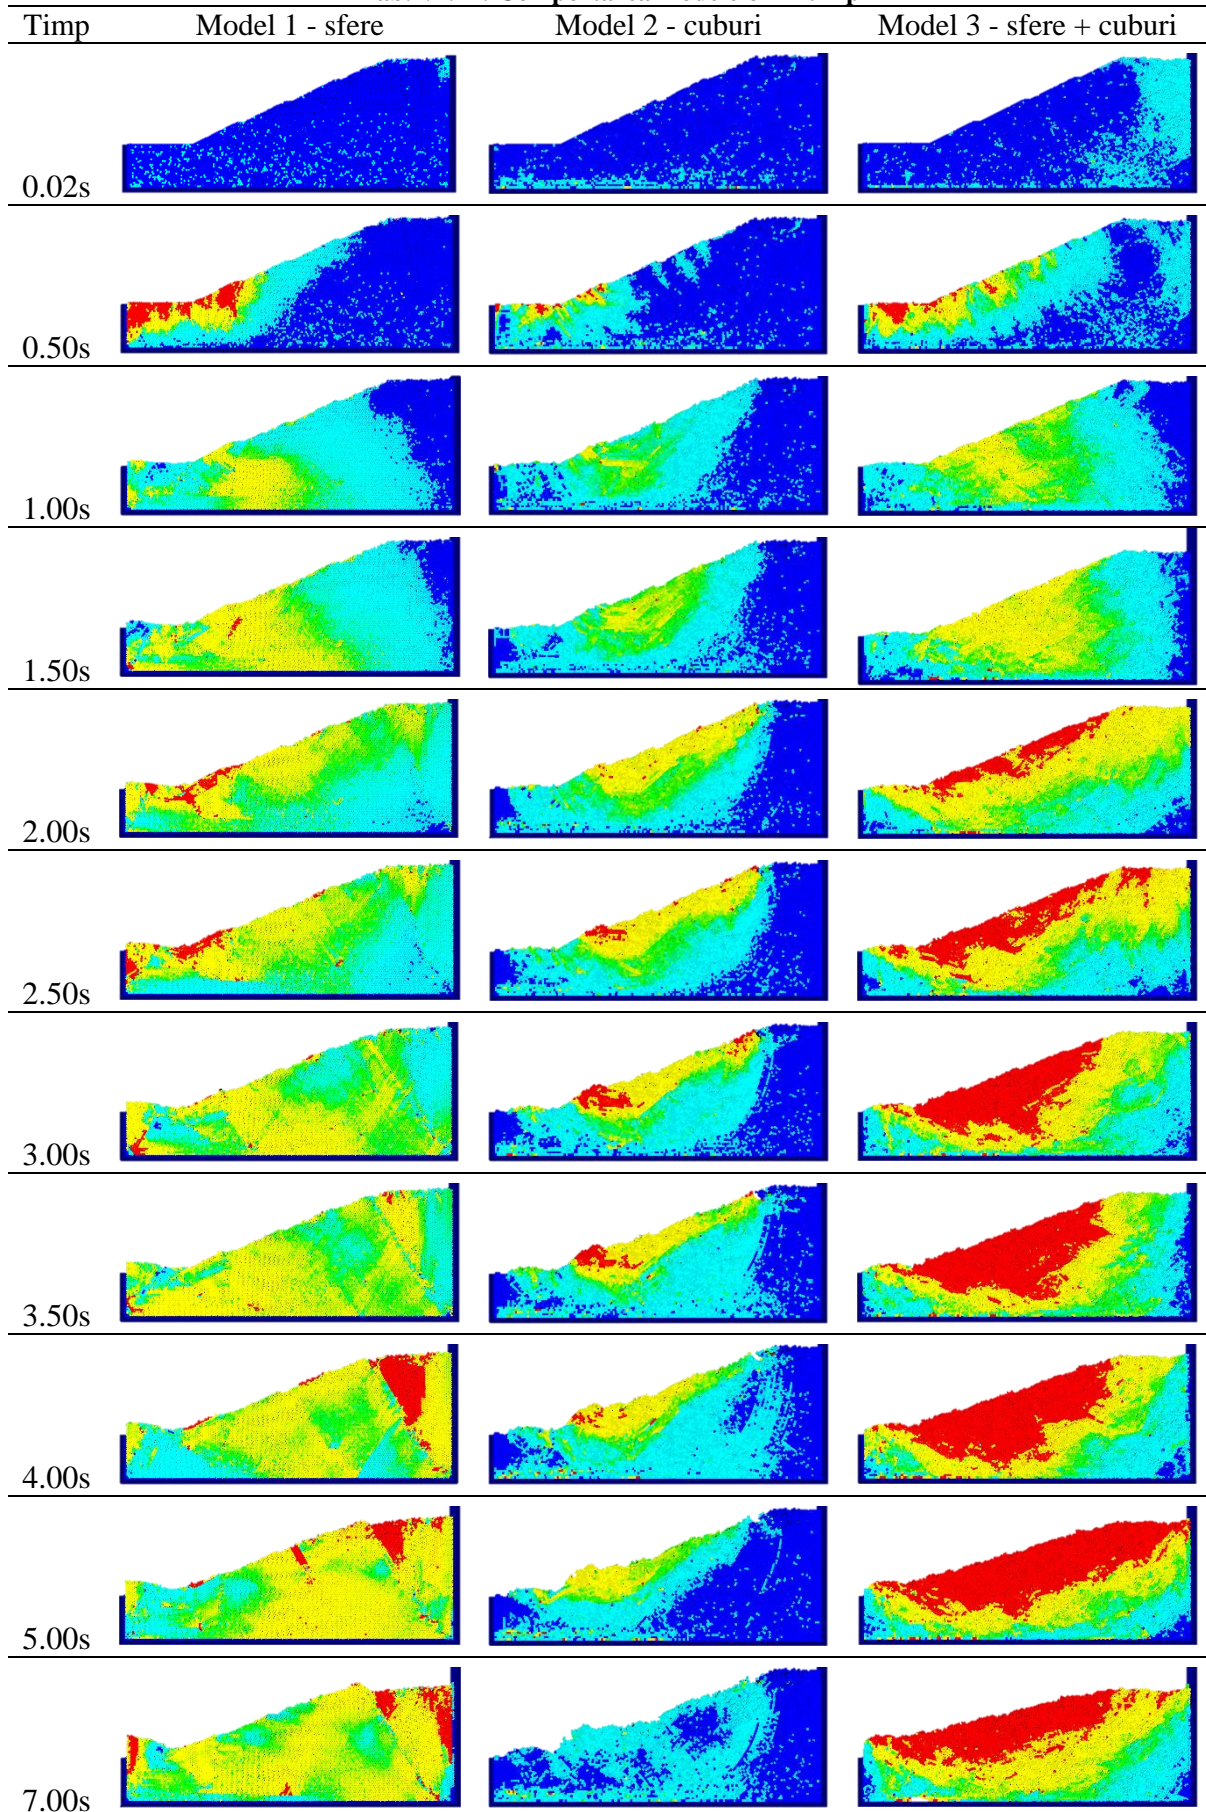 Timp Model 1 - sfere Model 2 - cuburi Model 3 - sfere + cuburi
0.02s
0.50s
1.00s
1.50s
2.00s
2.50s
3.00s
3.50s
4.00s
5.00s
7.00s